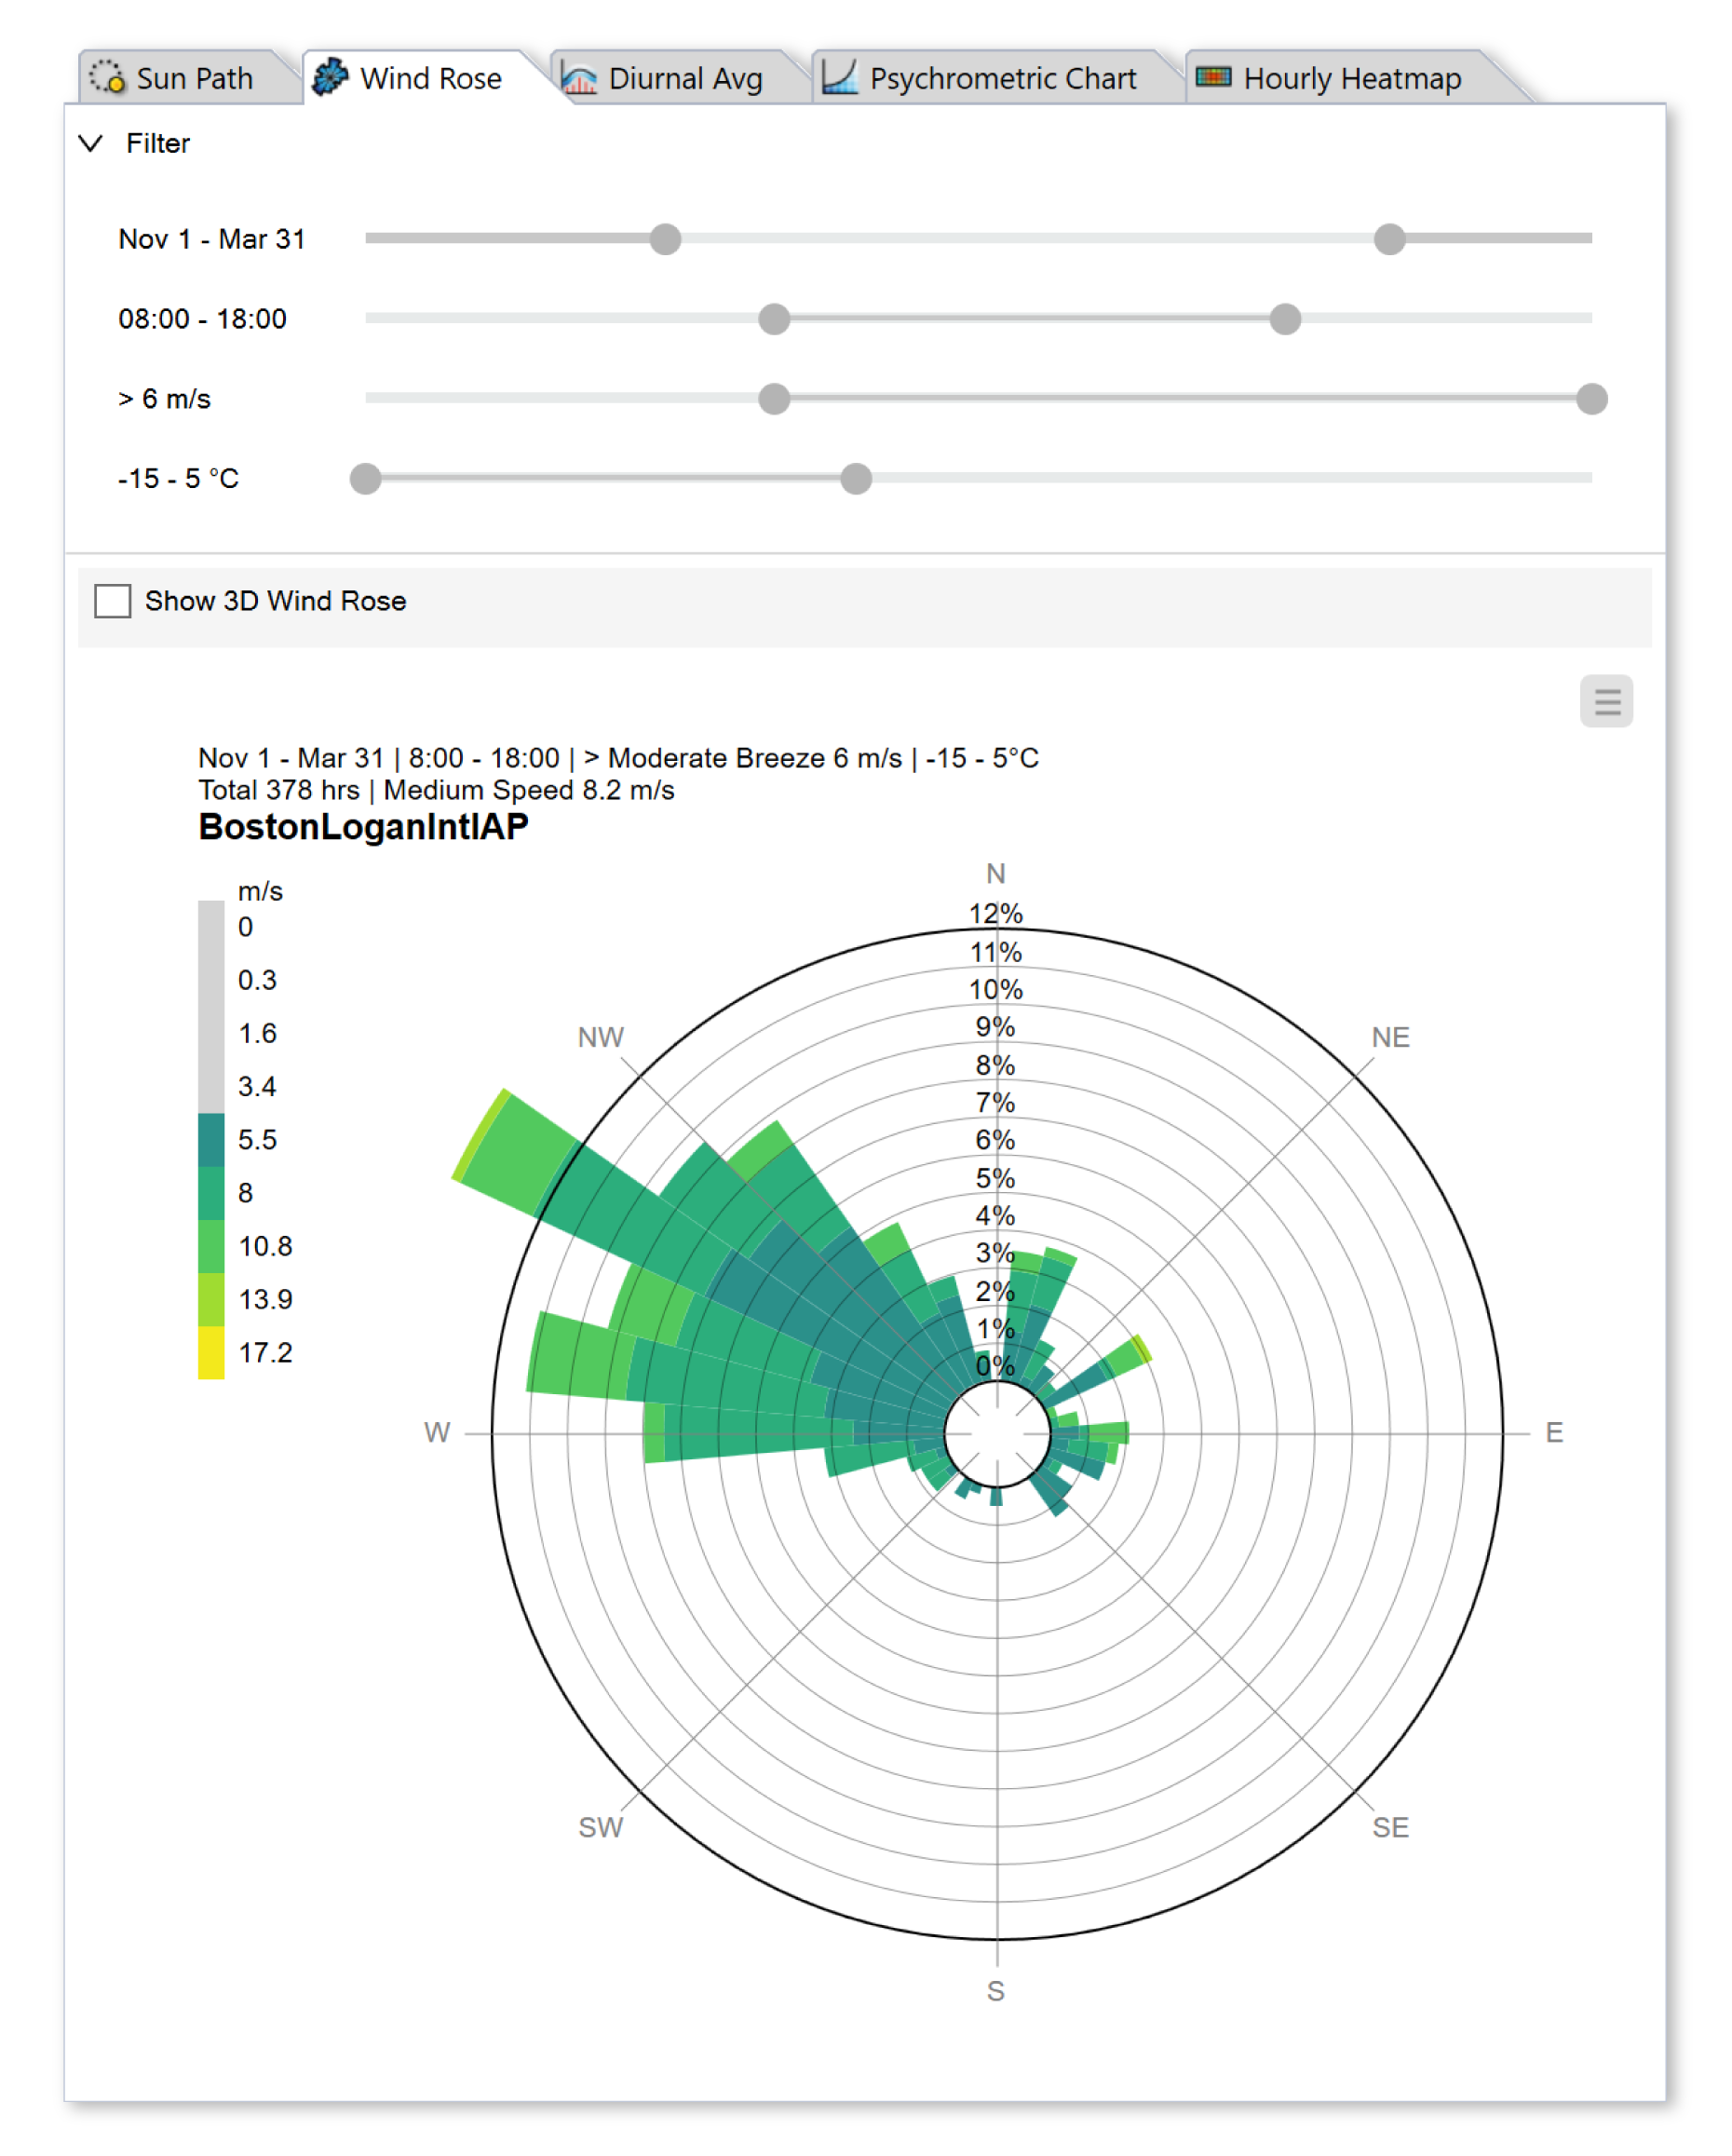 Sun Path Wind Rose Diurnal Avg Psychrometric Chart Hourly Heatmap
Filter
Nov 1 - Mar 31
08:00 - 18:00
> 6 m/s
-15 - 5 °C
Show 3D Wind Rose
Nov 1 - Mar 31 | 8:00 - 18:00 | > Moderate Breeze 6 m/s | -15 - 5°C
Total 378 hrs | Medium Speed 8.2 m/s
BostonLoganIntlAP
m/s
0
0.3
1.6
3.4
5.5
8
10.8
13.9
17.2
N
12%
11%
10%
9%
8%
7%
6%
5%
4%
3%
2%
1%
0%
NW
NE
W
E
SW
SE
S